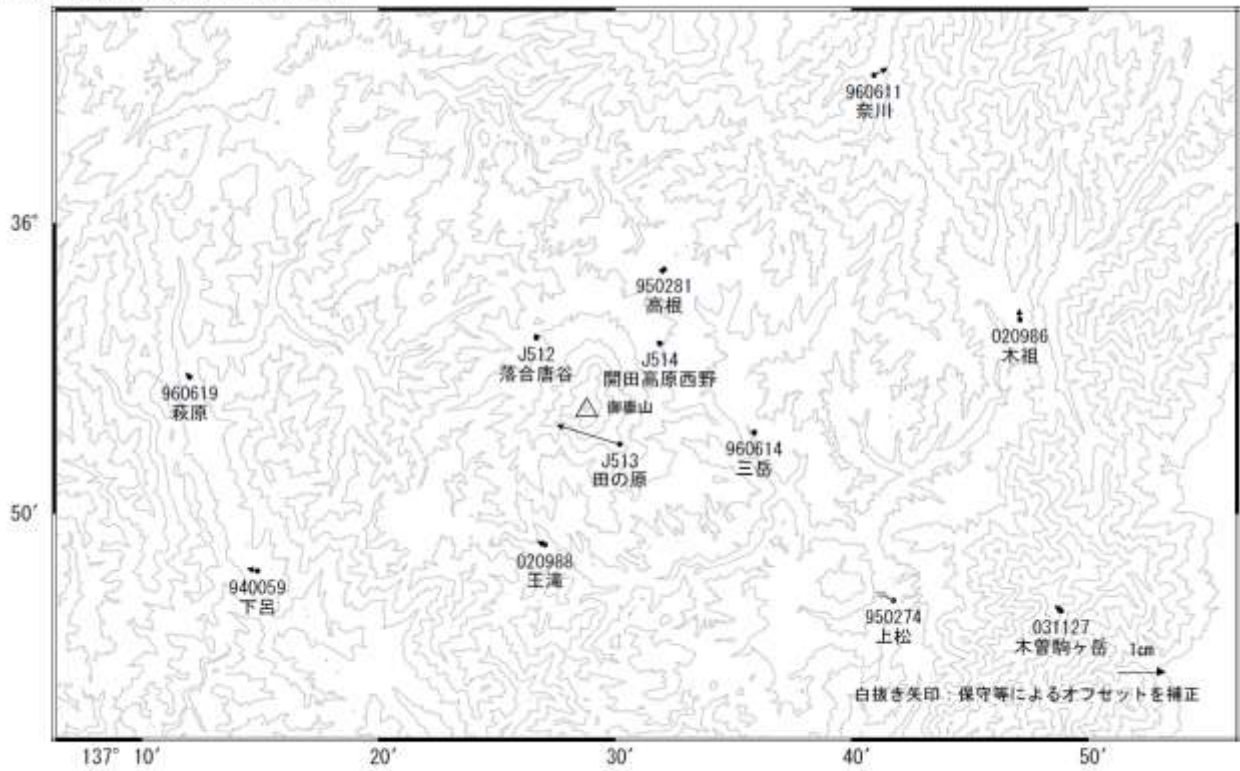 960611
奈川
36°
950281
高根
020986
木祖
J512
落合唐谷
J514
開田高原西野
960619
萩原
御嶽山
960614
三岳
J513
田の原
50′
020988
王滝
940059
下呂
950274
上松
031127
木曽駒ヶ岳
1㎝
白抜き矢印：保守等によるオフセットを補正
137° 10′
20′
30′
40′
50′